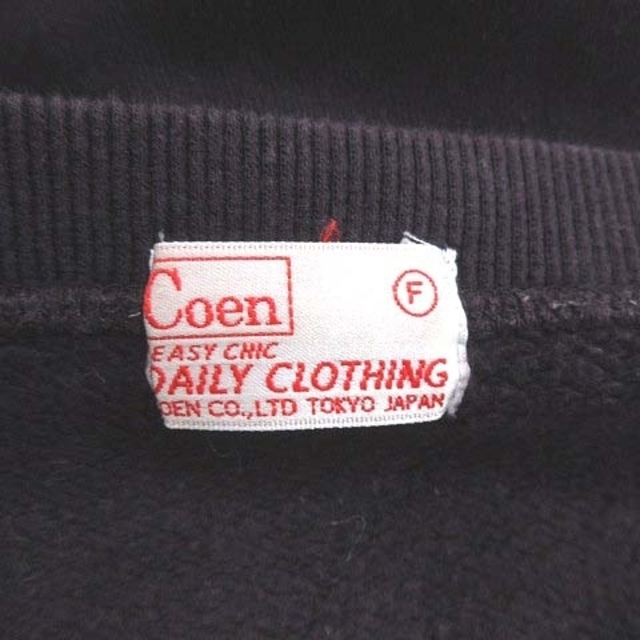 Coen
F
EASY CHIC
DAILY CLOTHING
OEN CO.,LTD TOKYO JAPAN